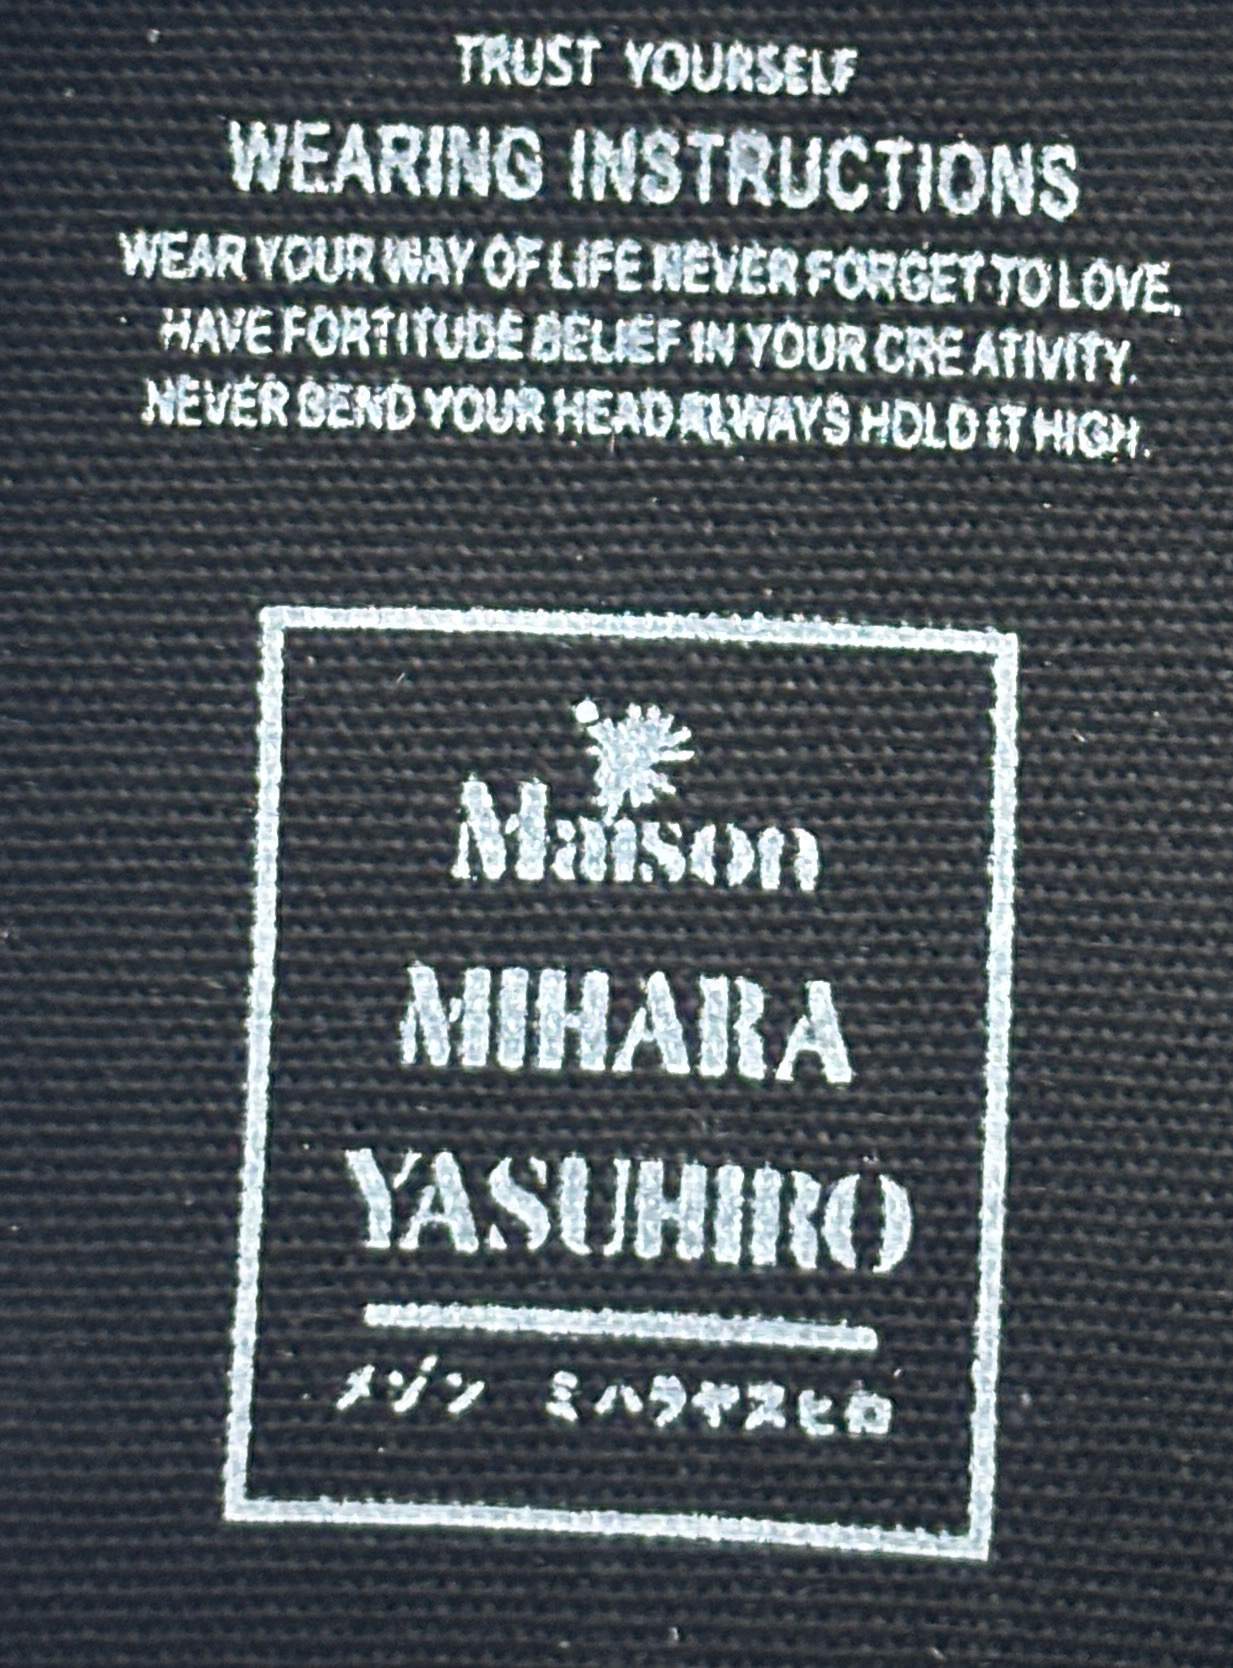 TRUST YOURSELF
WEARING INSTRUCTIONS
WEAR YOUR WAY OF LIFE NEVER FORGET TO LOVE.
HAVE FORTITUDE BELIEF IN YOUR CREATIVITY.
NEVER BEND YOUR HEAD ALWAYS HOLD IT HIGH.
Maison
MIHARA
YASUHIRO
メゾン ミハラヤスヒロ